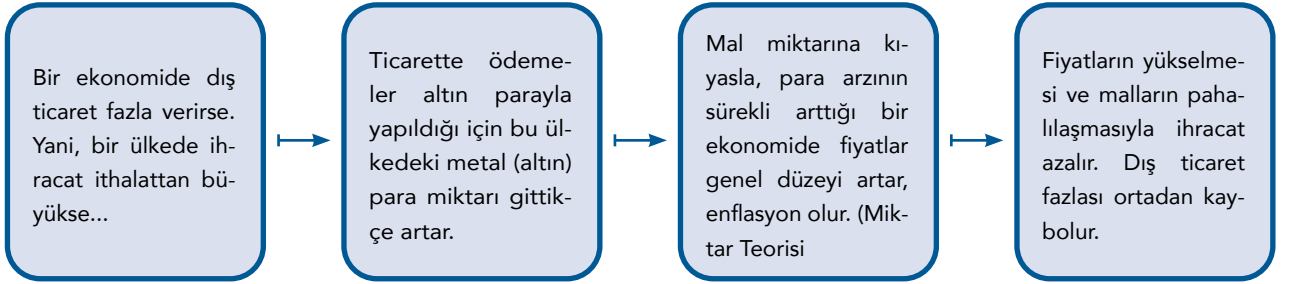 Bir ekonomide dış
ticaret fazla verirse.
Yani, bir ülkede ih-
racat ithalattan bü-
yükse...
Ticarette ödeme-
ler altın parayla
yapıldığı için bu ül-
kedeki metal (altın)
para miktarı gittik-
çe artar.
Mal miktarına kı-
yasla, para arzının
sürekli arttığı bir
ekonomide fiyatlar
genel düzeyi artar,
enflasyon olur. (Mik-
tar Teorisi
Fiyatların yükselme-
si ve malların paha-
lılaşmasıyla ihracat
azalır. Dış ticaret
fazlası ortadan kay-
bolur.